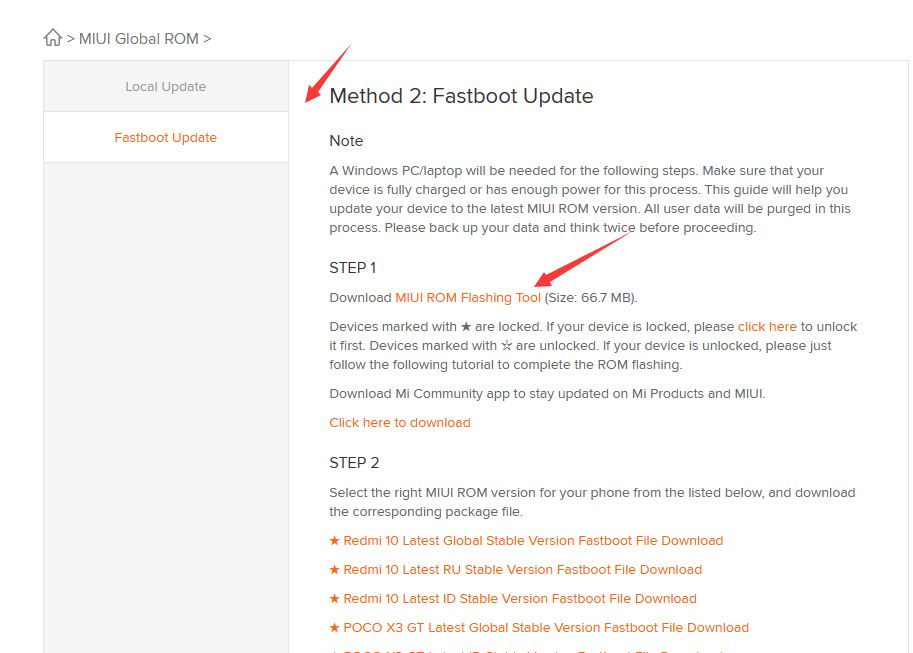 > MIUI Global ROM >
Local Update
Fastboot Update
Method 2: Fastboot Update
Note
A Windows PC/laptop will be needed for the following steps. Make sure that your
device is fully charged or has enough power for this process. This guide will help you
update your device to the latest MIUI ROM version. All user data will be purged in this
process. Please back up your data and think twice before proceeding.
STEP 1
Download MIUI ROM Flashing Tool (Size: 66.7 MB).
Devices marked with ★ are locked. If your device is locked, please click here to unlock
it first. Devices marked with ☆ are unlocked. If your device is unlocked, please just
follow the following tutorial to complete the ROM flashing.
Download Mi Community app to stay updated on Mi Products and MIUI.
Click here to download
STEP 2
Select the right MIUI ROM version for your phone from the listed below, and download
the corresponding package file.
★ Redmi 10 Latest Global Stable Version Fastboot File Download
★ Redmi 10 Latest RU Stable Version Fastboot File Download
★ Redmi 10 Latest ID Stable Version Fastboot File Download
★ POCO X3 GT Latest Global Stable Version Fastboot File Download